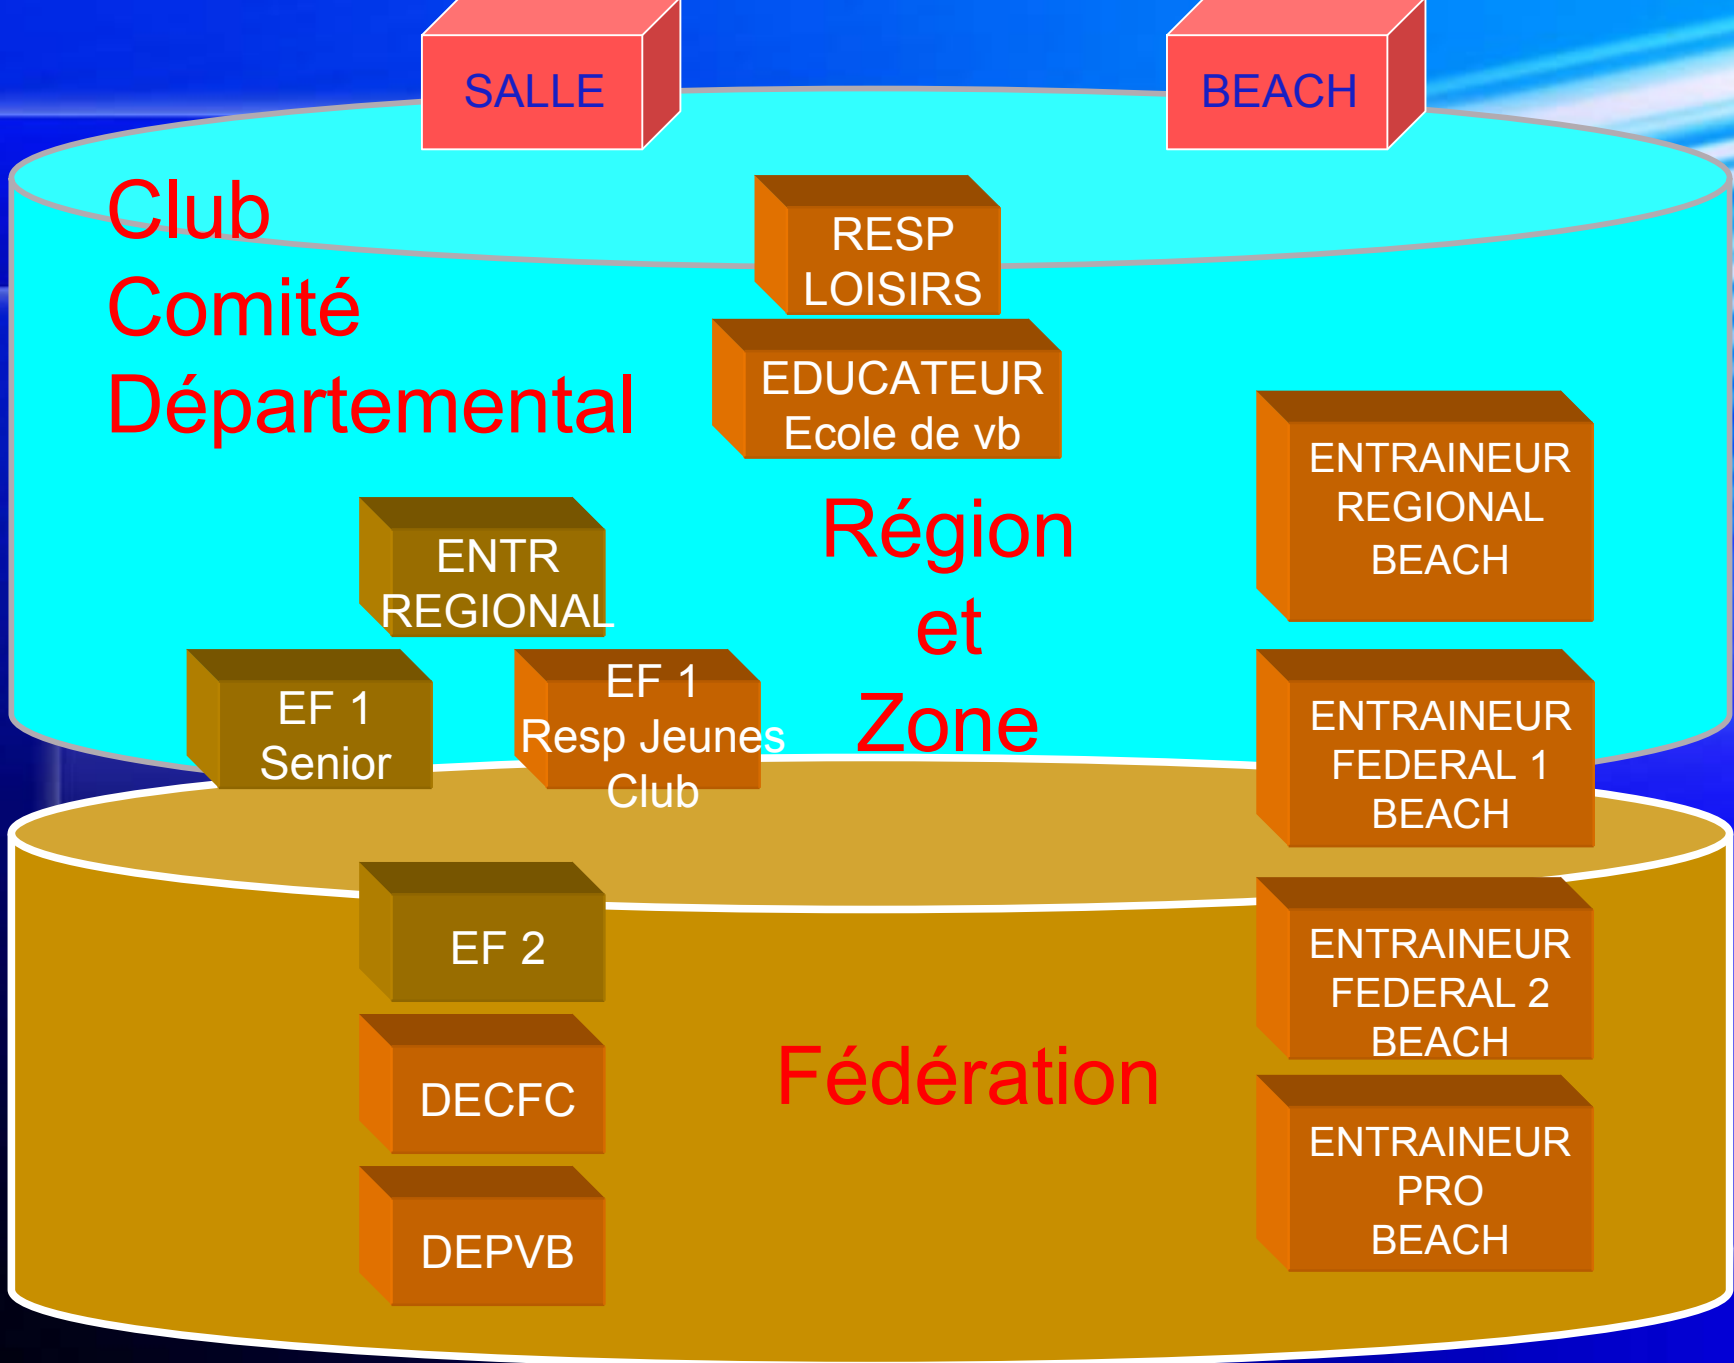 SALLE
BEACH
Club
Comité
Départemental
RESP
LOISIRS
EDUCATEUR
Ecole de vb
Région
et
Zone
ENTR
REGIONAL
EF 1
Senior
EF 1
Resp Jeunes
Club
ENTRAINEUR
REGIONAL
BEACH
ENTRAINEUR
FEDERAL 1
BEACH
EF 2
DECFC
DEPVB
Fédération
ENTRAINEUR
FEDERAL 2
BEACH
ENTRAINEUR
PRO
BEACH